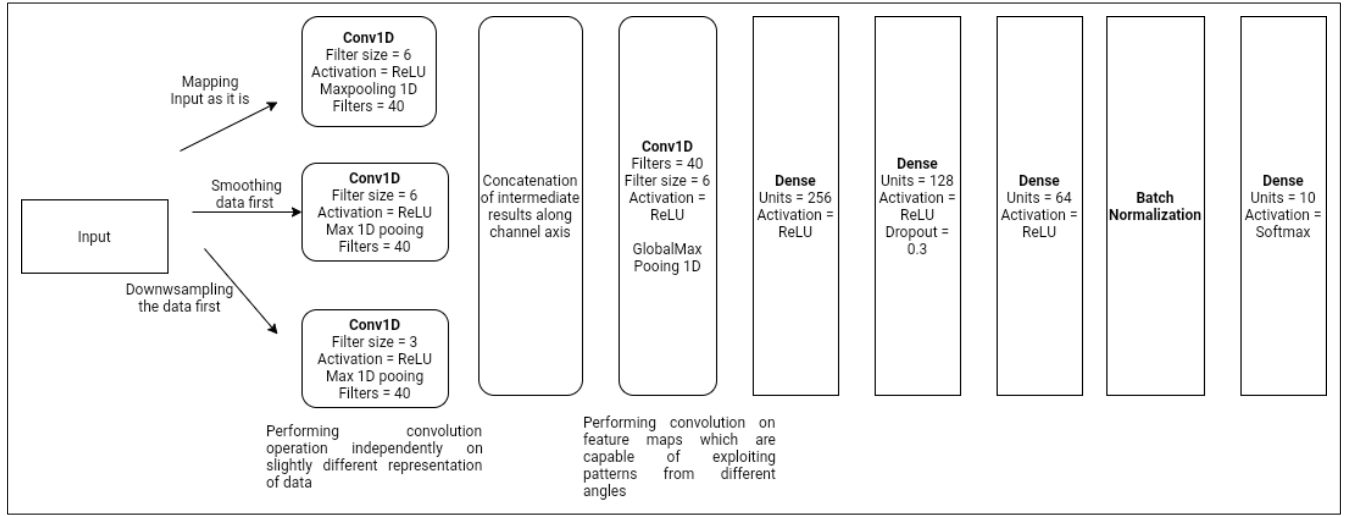 Input
Mapping
Input as it is
Smoothing
data first
Downwsampling
the data first
Conv1D
Filter size = 6
Activation = ReLU
Maxpooling 1D
Filters = 40
Conv1D
Filter size = 6
Activation = ReLU
Max 1D pooing
Filters = 40
Conv1D
Filter size = 3
Activation = ReLU
Max 1D pooing
Filters = 40
Performing convolution
operation independently on
slightly different representation
of data
Concatenation
of intermediate
results along
channel axis
Conv1D
Filters = 40
Filter size = 6
Activation =
ReLU
GlobalMax
Pooing 1D
Performing convolution on
feature maps which are
capable of exploiting
patterns from different
angles
Dense
Units = 256
Activation =
ReLU
Dense
Units = 128
Activation =
ReLU
Dropout =
0.3
Dense
Units = 64
Activation =
ReLU
Batch
Normalization
Dense
Units = 10
Activation =
Softmax